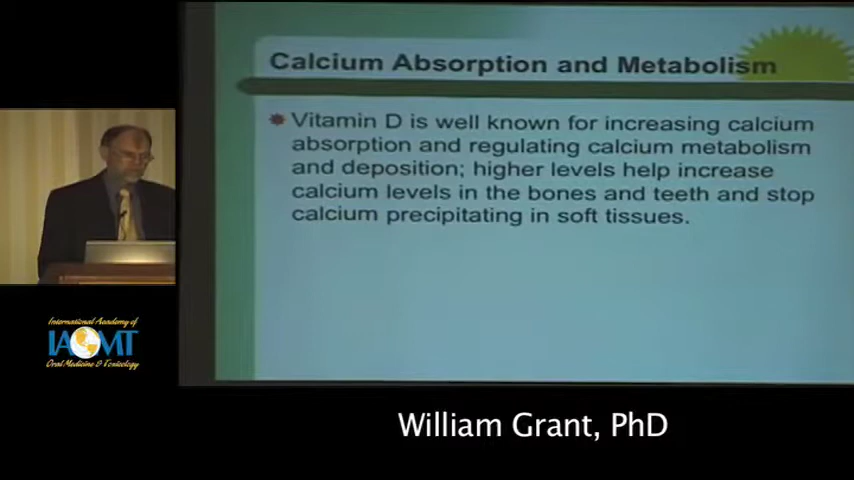 Calcium Absorption and Metabolism
Vitamin D is well known for increasing calcium
absorption and regulating calcium metabolism
and deposition; higher levels help increase
calcium levels in the bones and teeth and stop
calcium precipitating in soft tissues.
International Academy of
IAOMT
Oral Medicine & Toxicology
William Grant, PhD